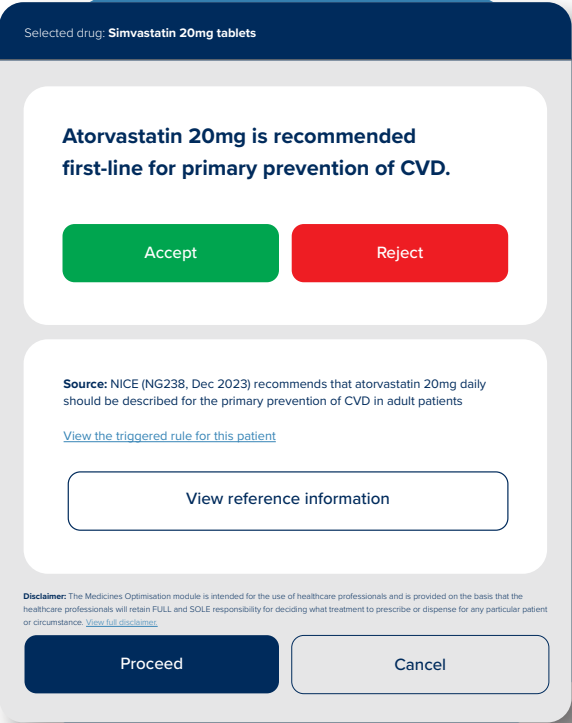 Selected drug: Simvastatin 20mg tablets
Atorvastatin 20mg is recommended
first-line for primary prevention of CVD.
Accept
Reject
Source: NICE (NG238, Dec 2023) recommends that atorvastatin 20mg daily
should be described for the primary prevention of CVD in adult patients
View the triggered rule for this patient
View reference information
Disclaimer: The Medicines Optimisation module is intended for the use of healthcare professionals and is provided on the basis that the
healthcare professionals will retain FULL and SOLE responsibility for deciding what treatment to prescribe or dispense for any particular patient
or circumstance. View full disclaimer.
Proceed
Cancel